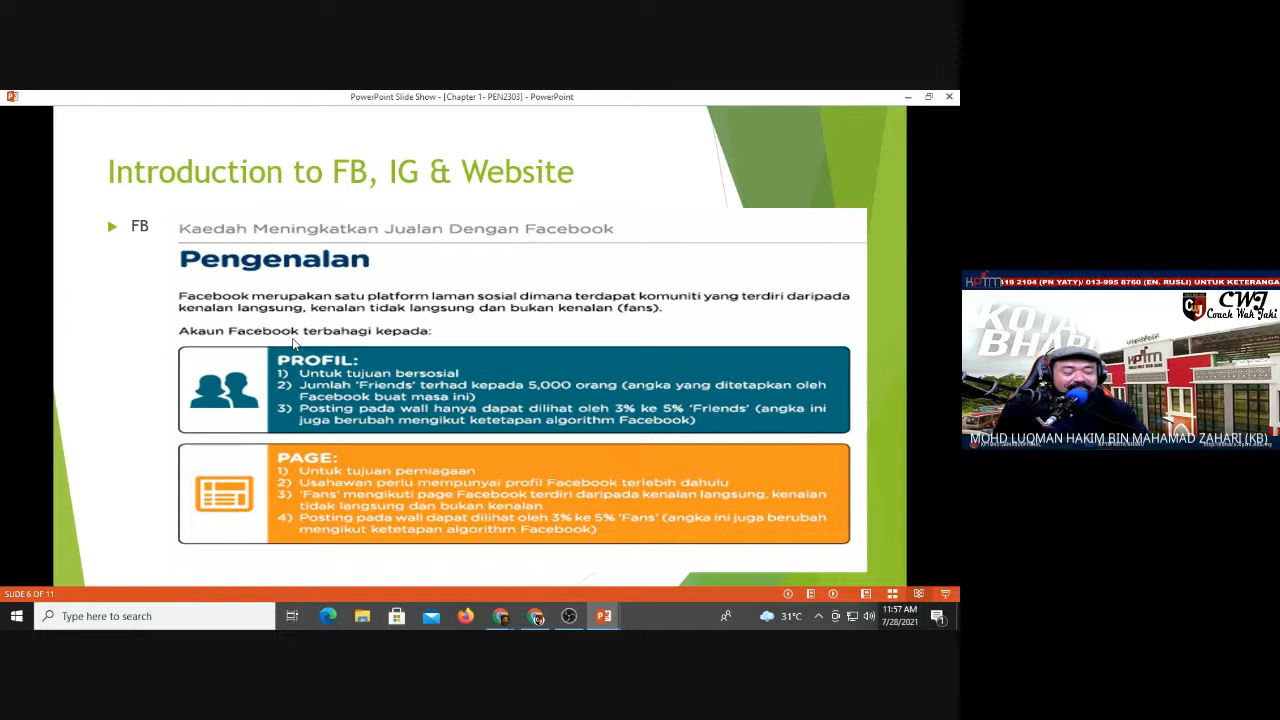 PowerPoint Slide Show - [Chapter 1- PEN2303] - PowerPoint
Introduction to FB, IG & Website
FB
Kaedah Meningkatkan Jualan Dengan Facebook
Pengenalan
Facebook merupakan satu platform laman sosial dimana terdapat komuniti yang terdiri daripada
kenalan langsung, kenalan tidak langsung dan bukan kenalan (fans).
Akaun Facebook terbahagi kepada:
PROFIL:
1) Untuk tujuan bersosial
2) Jumlah 'Friends' terhad kepada 5,000 orang (angka yang ditetapkan oleh
Facebook buat masa ini)
3) Posting pada wall hanya dapat dilihat oleh 3% ke 5% 'Friends' (angka ini
juga berubah mengikut ketetapan algorithm Facebook)
PAGE:
1) Untuk tujuan perniagaan
2) Usahawan perlu mempunyai profil Facebook terlebih dahulu
3) 'Fans' mengikuti page Facebook terdiri daripada kenalan langsung, kenalan
tidak langsung dan bukan kenalan
4) Posting pada wall dapat dilihat oleh 3% ke 5% 'Fans' (angka ini juga berubah
mengikut ketetapan algorithm Facebook)
SLIDE 6 OF 11
Type here to search
31°C
11:57 AM
7/28/2021
KPTM
419 2104 (PN YATY)/ 013-995 8760 (EN. RUSLI) UNTUK KETERANGA
CWJ
Coach Wak Jaki
KOTA
BHARU
KPTM
MOHD LUQMAN HAKIM BIN MAHAMAD ZAHARI (KB)